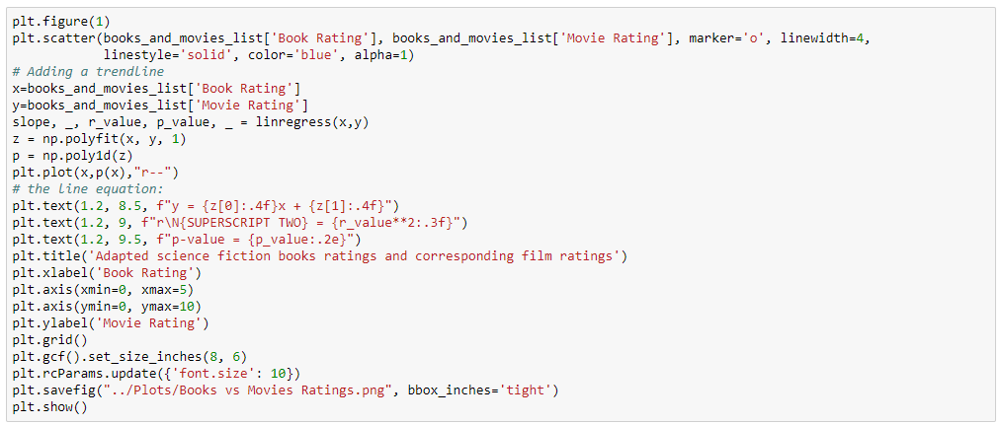 plt.figure(1)
plt.scatter(books_and_movies_list['Book Rating'], books_and_movies_list['Movie Rating'], marker='o', linewidth=4,
            linestyle='solid', color='blue', alpha=1)
# Adding a trendline
x=books_and_movies_list['Book Rating']
y=books_and_movies_list['Movie Rating']
slope, _, r_value, p_value, _ = linregress(x,y)
z = np.polyfit(x, y, 1)
p = np.poly1d(z)
plt.plot(x,p(x),"r--")
# the line equation:
plt.text(1.2, 8.5, f"y = {z[0]:.4f}x + {z[1]:.4f}")
plt.text(1.2, 9, f"r\N{SUPERSCRIPT TWO} = {r_value**2:.3f}")
plt.text(1.2, 9.5, f"p-value = {p_value:.2e}")
plt.title('Adapted science fiction books ratings and corresponding film ratings')
plt.xlabel('Book Rating')
plt.axis(xmin=0, xmax=5)
plt.axis(ymin=0, ymax=10)
plt.ylabel('Movie Rating')
plt.grid()
plt.gcf().set_size_inches(8, 6)
plt.rcParams.update({'font.size': 10})
plt.savefig("../Plots/Books vs Movies Ratings.png", bbox_inches='tight')
plt.show()